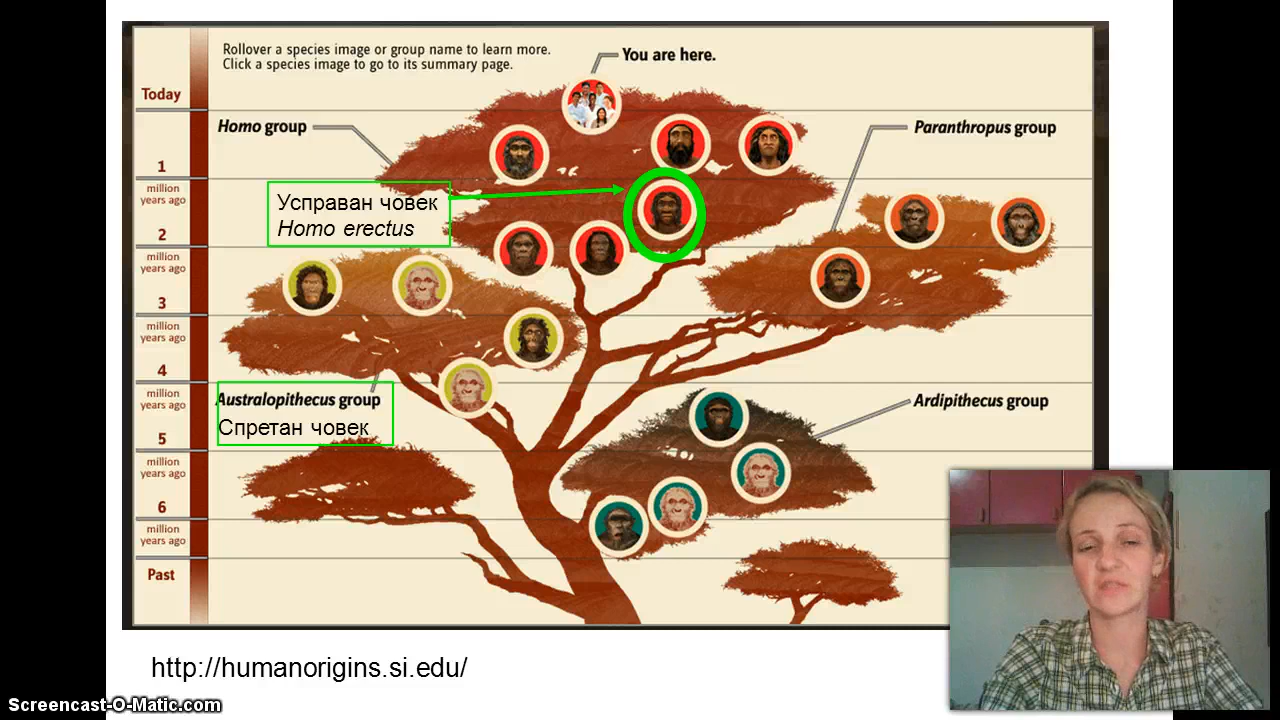 Rollover a species image or group name to learn more.
Click a species image to go to its summary page.
You are here.
Today
Homo group
Paranthropus group
1
million
years ago
Усправан човек
Homo erectus
2
million
years ago
3
million
years ago
4
million
years ago
Australopithecus group
Спретан човек
Ardipithecus group
5
million
years ago
6
million
years ago
Past
http://humanorigins.si.edu/
Screencast-O-Matic.com